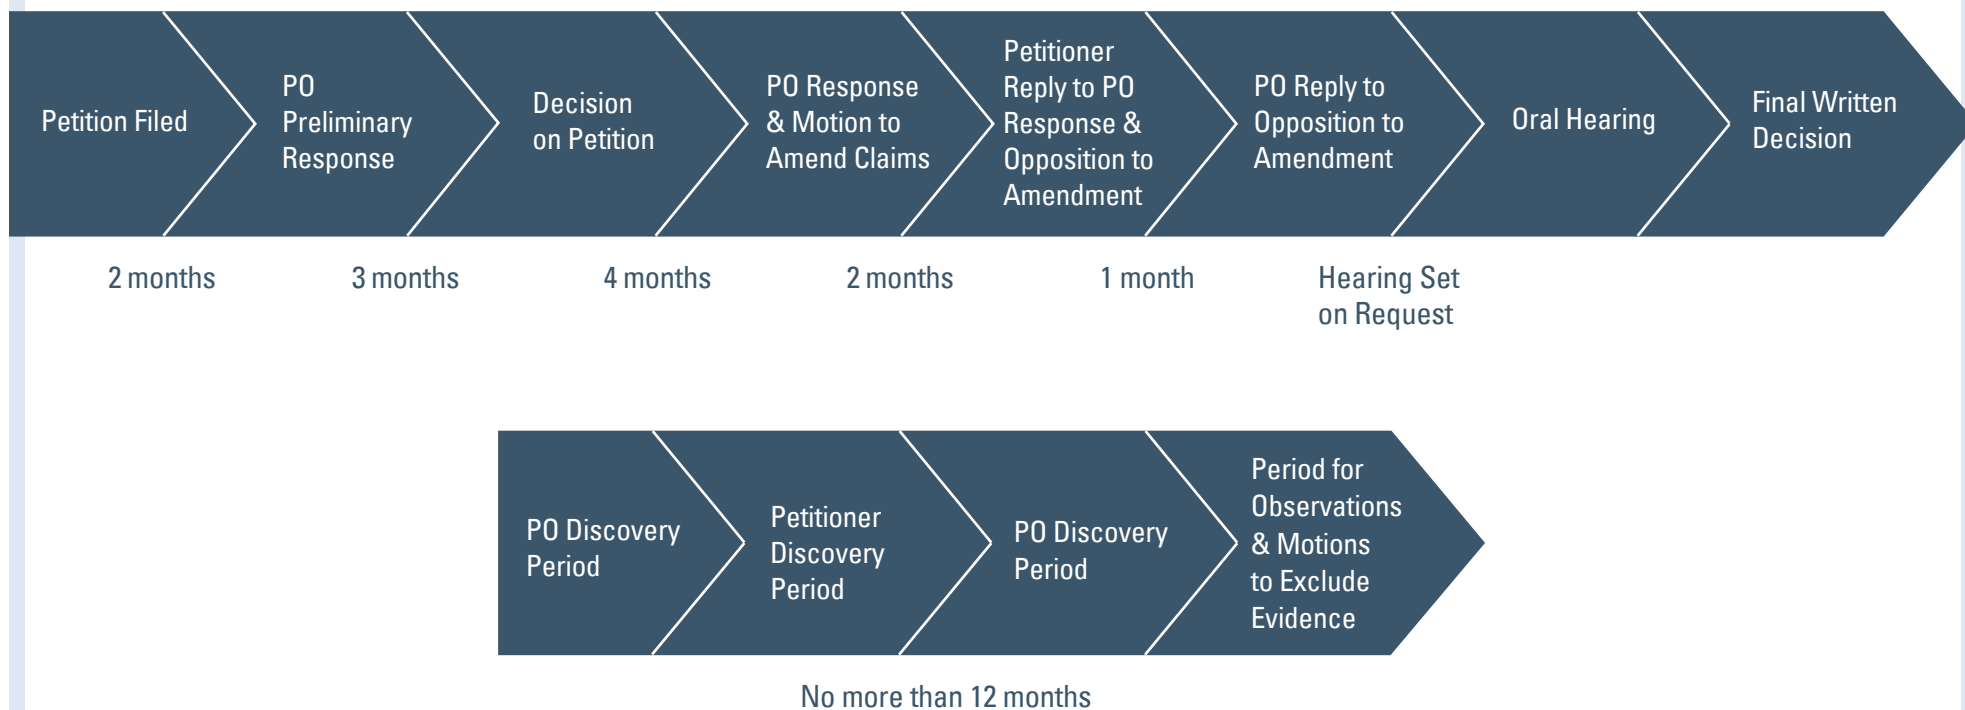 Petition Filed
PO
Preliminary
Response
Decision
on Petition
PO Response
& Motion to
Amend Claims
Petitioner
Reply to PO
Response &
Opposition to
Amendment
PO Reply to
Opposition to
Amendment
Oral Hearing
Final Written
Decision
2 months
3 months
4 months
2 months
1 month
Hearing Set
on Request
PO Discovery
Period
Petitioner
Discovery
Period
PO Discovery
Period
Period for
Observations
& Motions
to Exclude
Evidence
No more than 12 months